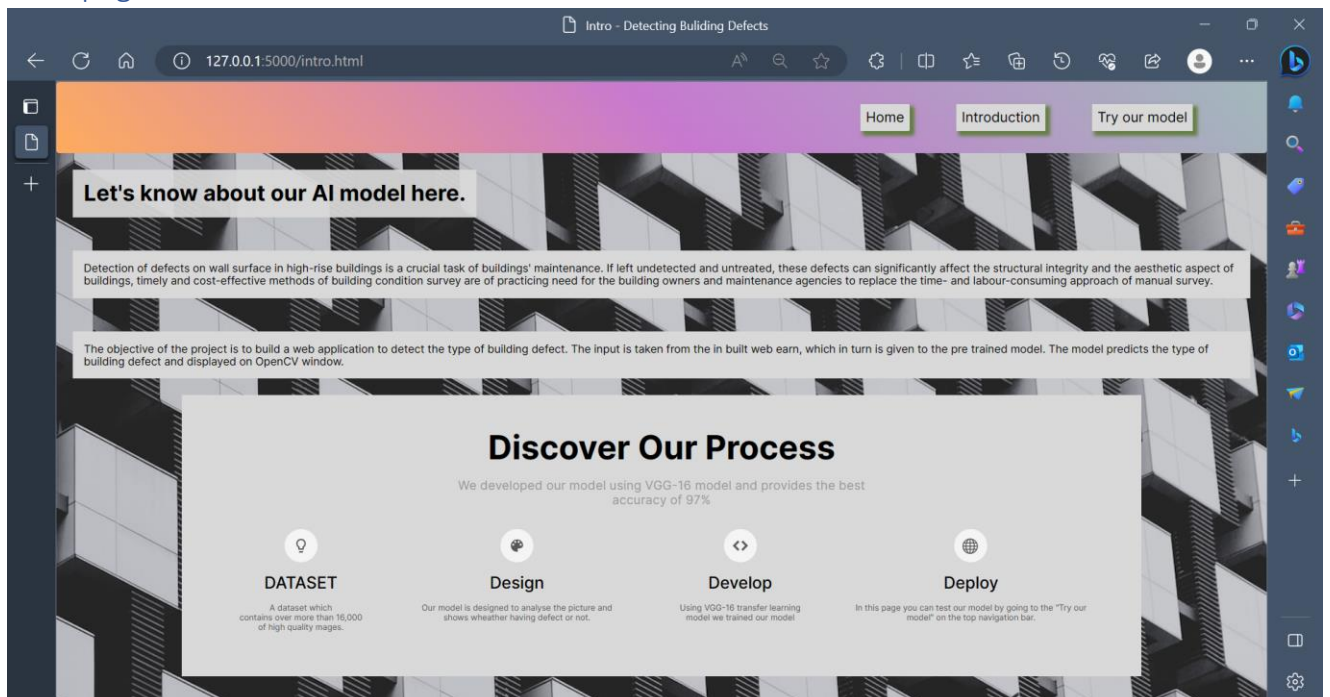 Intro - Detecting Buliding Defects
127.0.0.1:5000/intro.html
Home Introduction Try our model
Let's know about our AI model here.
Detection of defects on wall surface in high-rise buildings is a crucial task of buildings' maintenance. If left undetected and untreated, these defects can significantly affect the structural integrity and the aesthetic aspect of
buildings, timely and cost-effective methods of building condition survey are of practicing need for the building owners and maintenance agencies to replace the time- and labour-consuming approach of manual survey.
The objective of the project is to build a web application to detect the type of building defect. The input is taken from the in built web earn, which in turn is given to the pre trained model. The model predicts the type of
building defect and displayed on OpenCV window.
Discover Our Process
We developed our model using VGG-16 model and provides the best
accuracy of 97%
DATASET
A dataset which
contains over more than 16,000
of high quality mages.
Design
Our model is designed to analyse the picture and
shows wheather having defect or not.
Develop
Using VGG-16 transfer learning
model we trained our model
Deploy
In this page you can test our model by going to the "Try our
model" on the top navigation bar.